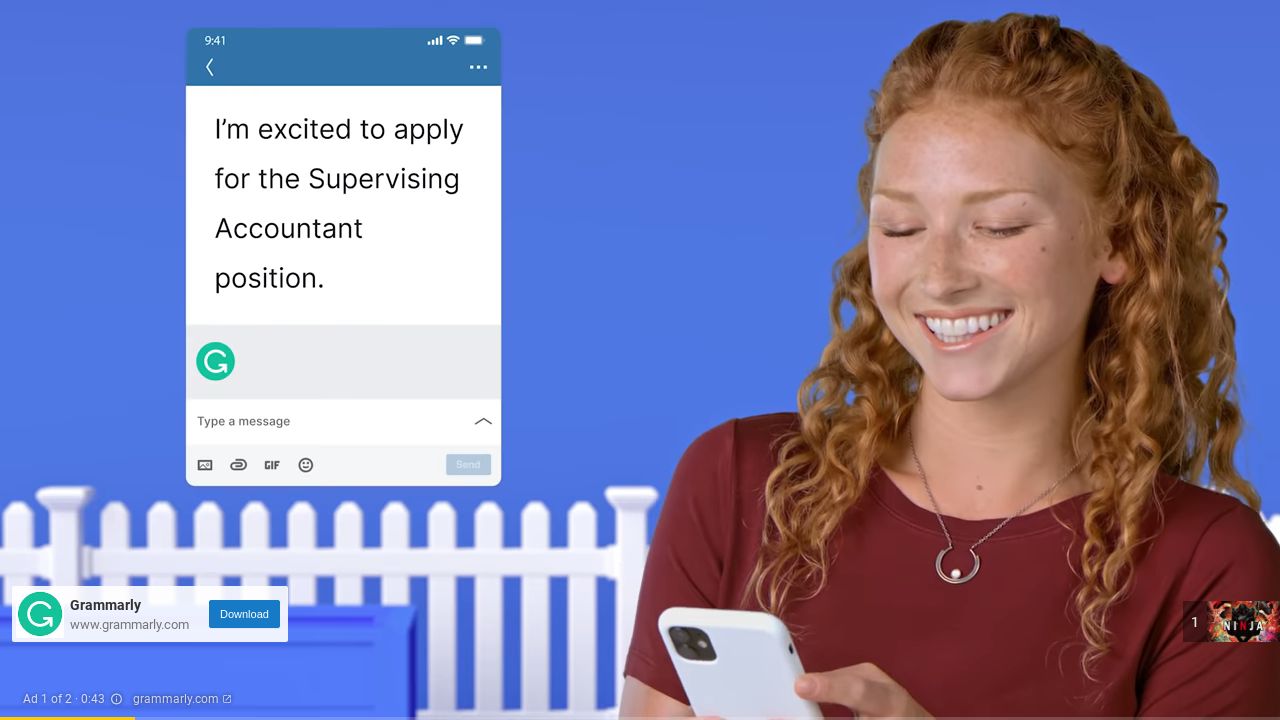 9:41
I'm excited to apply
for the Supervising
Accountant
position.
Type a message
GIF
Send
Grammarly
www.grammarly.com
Download
1
NINJA
Ad 1 of 2 · 0:43
grammarly.com